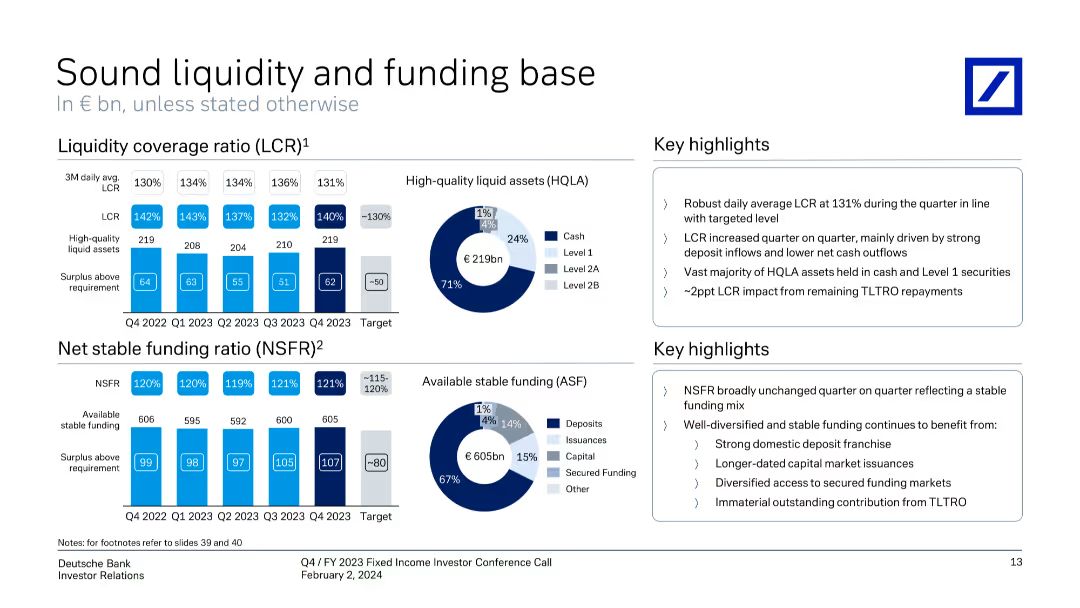 Sound liquidity and funding base
In € bn, unless stated otherwise
Liquidity coverage ratio (LCR)¹
3M daily avg. LCR
130% 134% 134% 136% 131%
LCR
142% 143% 137% 132% 140% ~130%
High-quality liquid assets
219 208 204 210 219
Surplus above requirement
64 63 55 51 62 ~50
Q4 2022 Q1 2023 Q2 2023 Q3 2023 Q4 2023 Target
High-quality liquid assets (HQLA)
1%
4%
24%
€ 219bn
71%
Cash
Level 1
Level 2A
Level 2B
Key highlights
〉 Robust daily average LCR at 131% during the quarter in line
with targeted level
〉 LCR increased quarter on quarter, mainly driven by strong
deposit inflows and lower net cash outflows
〉 Vast majority of HQLA assets held in cash and Level 1 securities
〉 ~2ppt LCR impact from remaining TLTRO repayments
Net stable funding ratio (NSFR)²
NSFR
120% 120% 119% 121% 121% ~115-120%
Available stable funding
606 595 592 600 605
Surplus above requirement
99 98 97 105 107 ~80
Q4 2022 Q1 2023 Q2 2023 Q3 2023 Q4 2023 Target
Available stable funding (ASF)
1%
4%
14%
15%
€ 605bn
67%
Deposits
Issuances
Capital
Secured Funding
Other
Key highlights
〉 NSFR broadly unchanged quarter on quarter reflecting a stable
funding mix
〉 Well-diversified and stable funding continues to benefit from:
〉 Strong domestic deposit franchise
〉 Longer-dated capital market issuances
〉 Diversified access to secured funding markets
〉 Immaterial outstanding contribution from TLTRO
Notes: for footnotes refer to slides 39 and 40
Deutsche Bank
Investor Relations
Q4 / FY 2023 Fixed Income Investor Conference Call
February 2, 2024
13